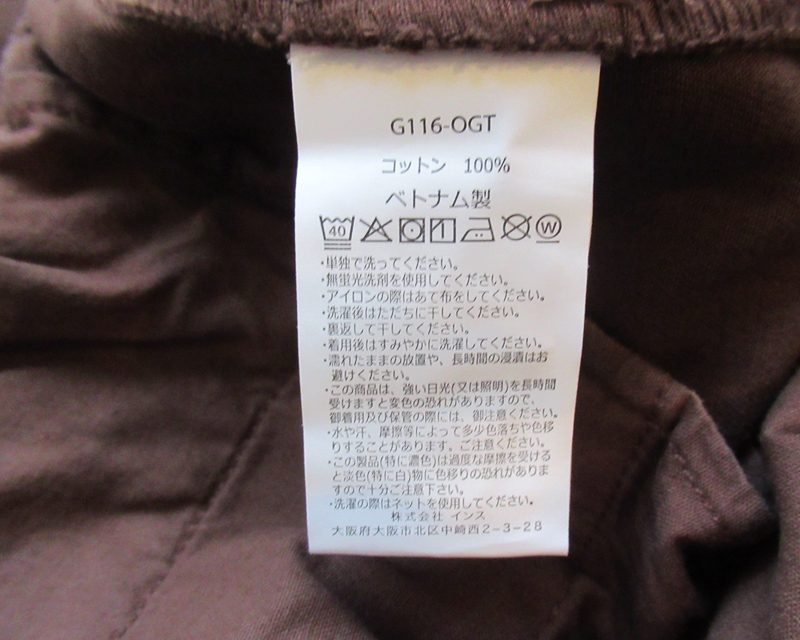 G116-OGT
コットン 100%
ベトナム製
40 W
・単独で洗ってください。
・無蛍光洗剤を使用してください。
・アイロンの際はあて布をしてください。
・洗濯後はただちに干してください。
・裏返して干してください。
・着用後はすみやかに洗濯してください。
・濡れたままの放置や、長時間の浸漬はお
避けください。
・この商品は、強い日光(又は照明)を長時間
受けますと変色の恐れがありますので、
御着用及び保管の際には、御注意ください。
・水や汗、摩擦等によって多少色落ちや色移
りすることがあります。ご注意ください。
・この製品(特に濃色)は過度な摩擦を受ける
と淡色(特に白)物に色移りの恐れがありま
すので十分ご注意下さい。
・洗濯の際はネットを使用してください。
株式会社 インス
大阪府大阪市北区中崎西2-3-28